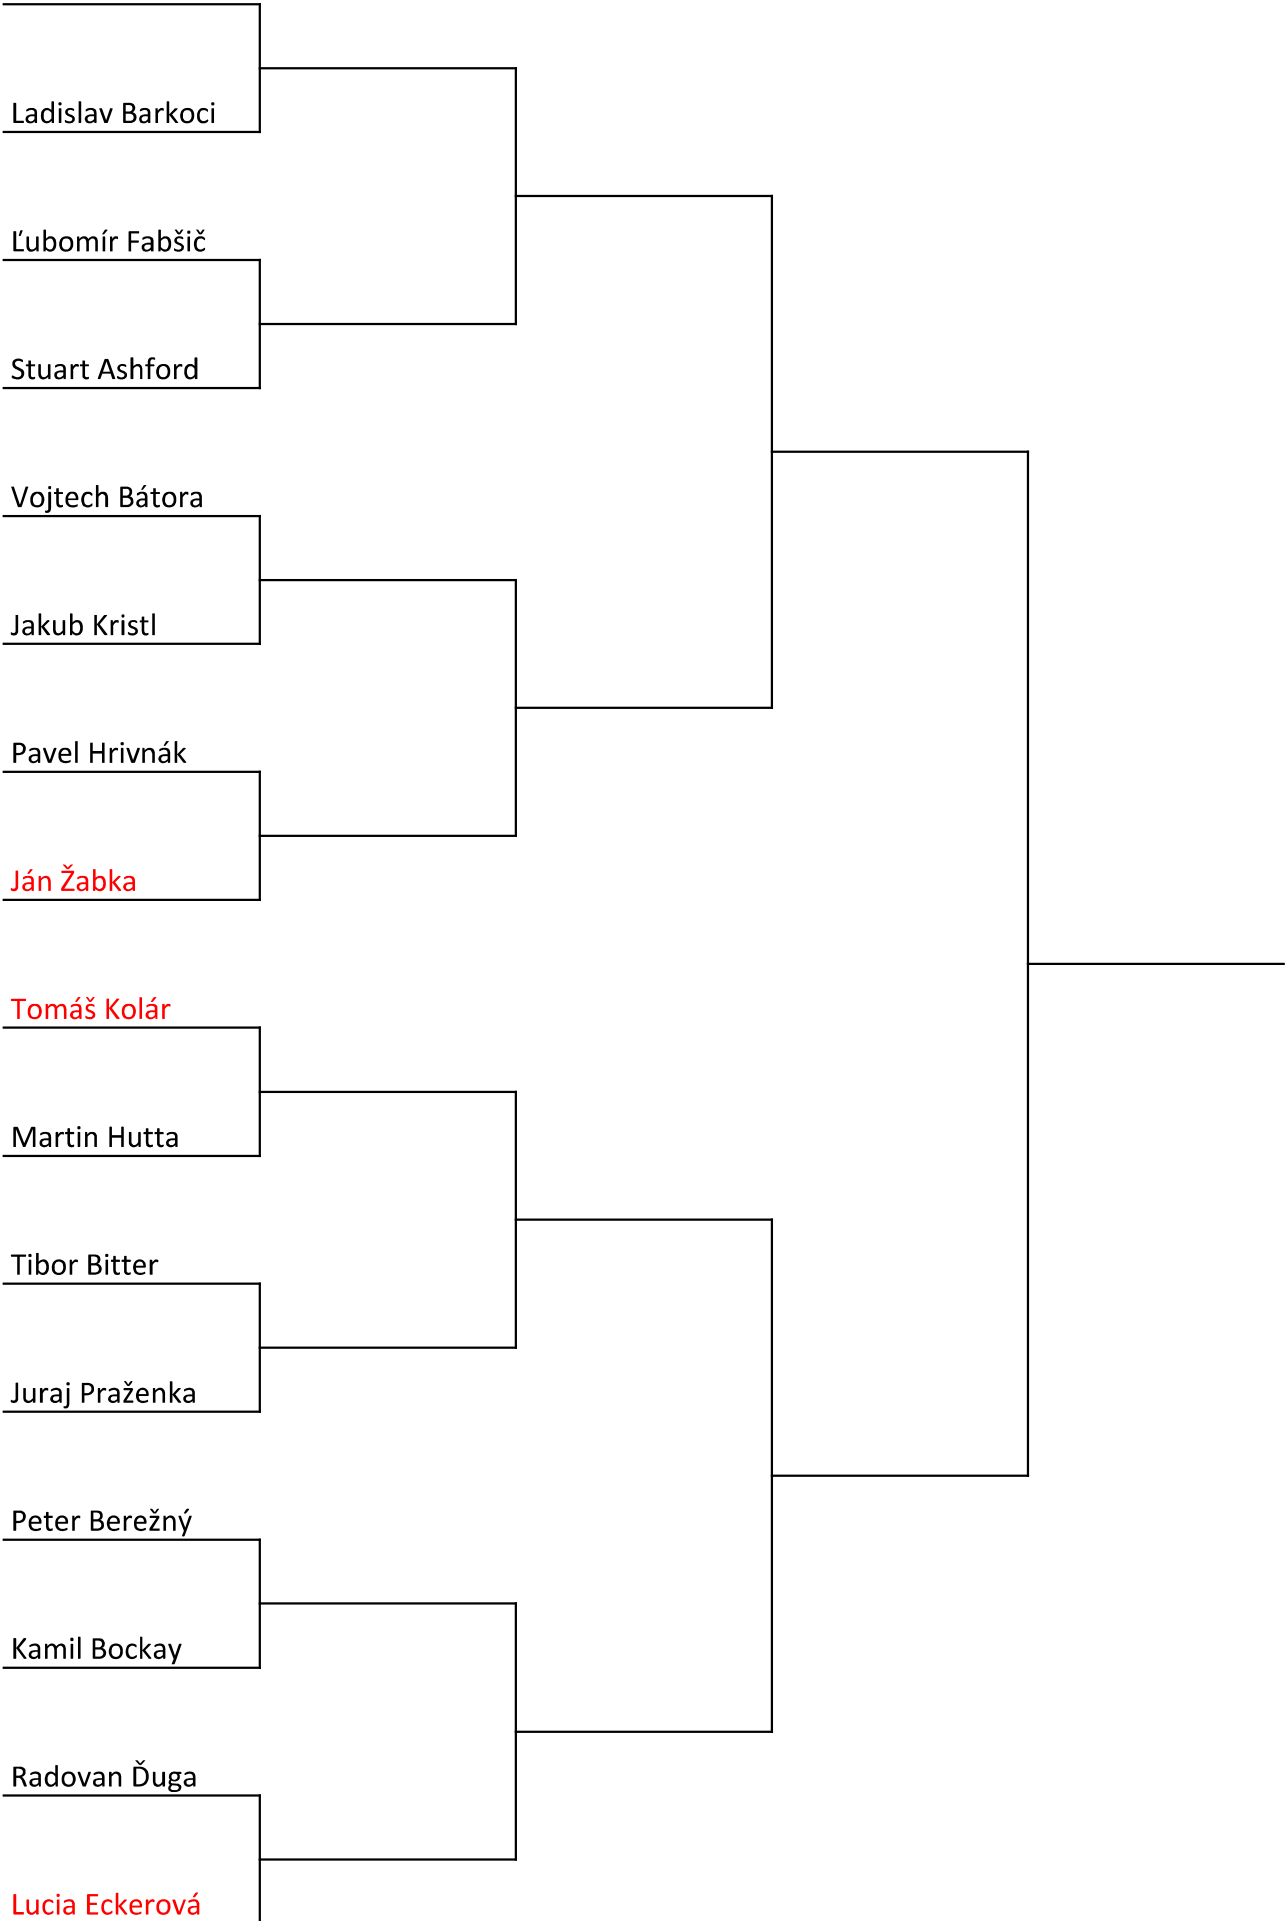 Ladislav Barkoci
Ľubomír Fabšič
Stuart Ashford
Vojtech Bátora
Jakub Kristl
Pavel Hrivnák
Ján Žabka
Tomáš Kolár
Martin Hutta
Tibor Bitter
Juraj Praženka
Peter Berežný
Kamil Bockay
Radovan Ďuga
Lucia Eckerová